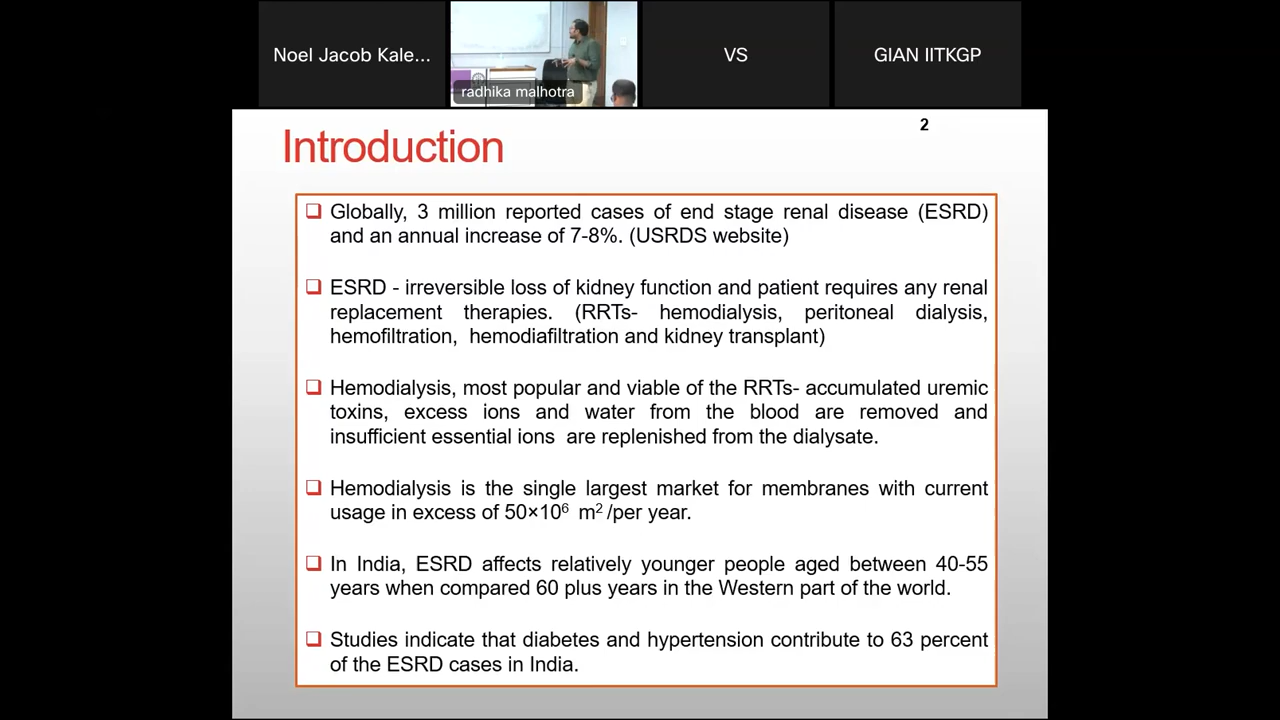 Noel Jacob Kale...
radhika malhotra
VS
GIAN IITKGP
2
Introduction
❑ Globally, 3 million reported cases of end stage renal disease (ESRD)
and an annual increase of 7-8%. (USRDS website)
❑ ESRD - irreversible loss of kidney function and patient requires any renal
replacement therapies. (RRTs- hemodialysis, peritoneal dialysis,
hemofiltration, hemodiafiltration and kidney transplant)
❑ Hemodialysis, most popular and viable of the RRTs- accumulated uremic
toxins, excess ions and water from the blood are removed and
insufficient essential ions are replenished from the dialysate.
❑ Hemodialysis is the single largest market for membranes with current
usage in excess of 50×10⁶ m² /per year.
❑ In India, ESRD affects relatively younger people aged between 40-55
years when compared 60 plus years in the Western part of the world.
❑ Studies indicate that diabetes and hypertension contribute to 63 percent
of the ESRD cases in India.